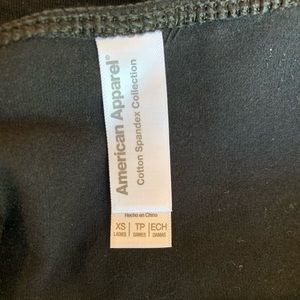 American Apparel®
Cotton Spandex Collection
Hecho en China
XS | TP | ECH
LADIES | DAMES | DAMAS